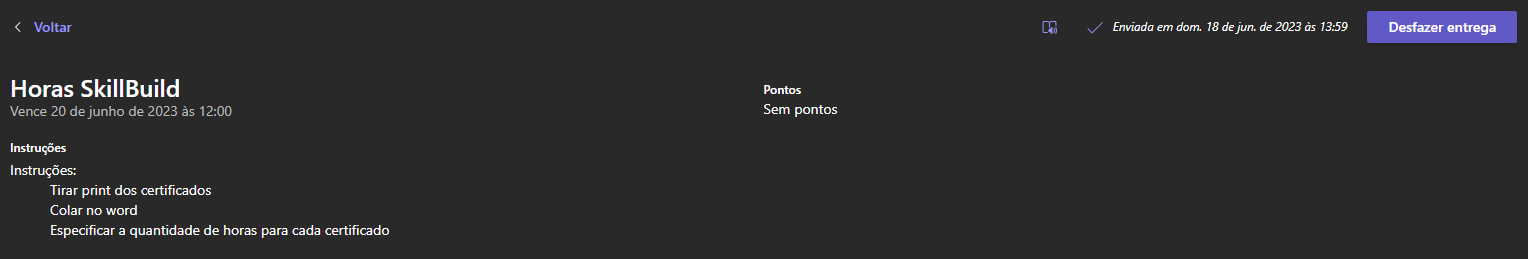 Voltar
Enviada em dom. 18 de jun. de 2023 às 13:59
Desfazer entrega
Horas SkillBuild
Vence 20 de junho de 2023 às 12:00
Pontos
Sem pontos
Instruções
Instruções:
Tirar print dos certificados
Colar no word
Especificar a quantidade de horas para cada certificado